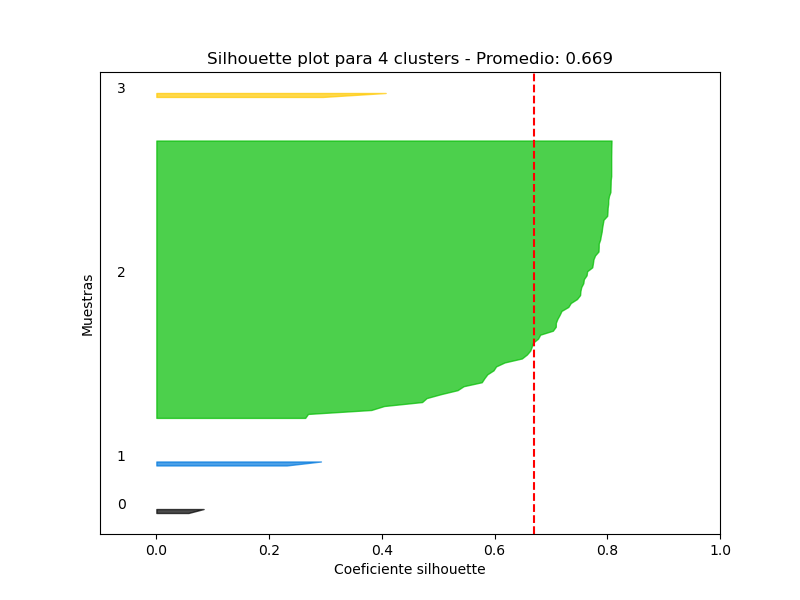 Silhouette plot para 4 clusters - Promedio: 0.669
3
2
1
0
Muestras
0.0 0.2 0.4 0.6 0.8 1.0
Coeficiente silhouette